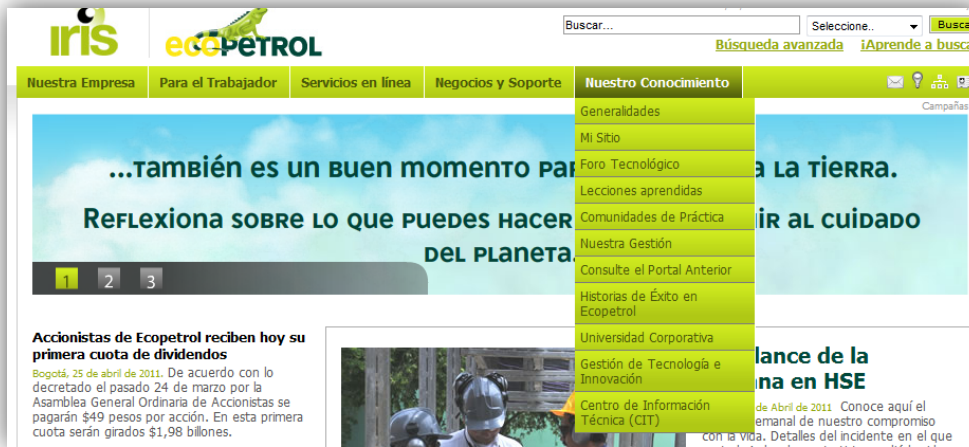 iris
ecopetrol
Buscar...
Seleccione..
Busca
Búsqueda avanzada
¡Aprende a busca
Nuestra Empresa
Para el Trabajador
Servicios en línea
Negocios y Soporte
Nuestro Conocimiento
Campañas
Generalidades
Mi Sitio
Foro Tecnológico
Lecciones aprendidas
Comunidades de Práctica
Nuestra Gestión
Consulte el Portal Anterior
Historias de Éxito en
Ecopetrol
Universidad Corporativa
Gestión de Tecnología e
Innovación
Centro de Información
Técnica (CIT)
...también es un buen momento a la tierra.
Reflexiona sobre lo que puedes hacer al cuidado
del planeta.
1 2 3
Accionistas de Ecopetrol reciben hoy su
primera cuota de dividendos
Bogotá, 25 de abril de 2011. De acuerdo con lo
decretado el pasado 24 de marzo por la
Asamblea General Ordinaria de Accionistas se
pagarán $49 pesos por acción. En esta primera
cuota serán girados $1,98 billones.
lance de la
na en HSE
de Abril de 2011 Conoce aquí el
emanal de nuestro compromiso
con la vida. Detalles del incidente en el que